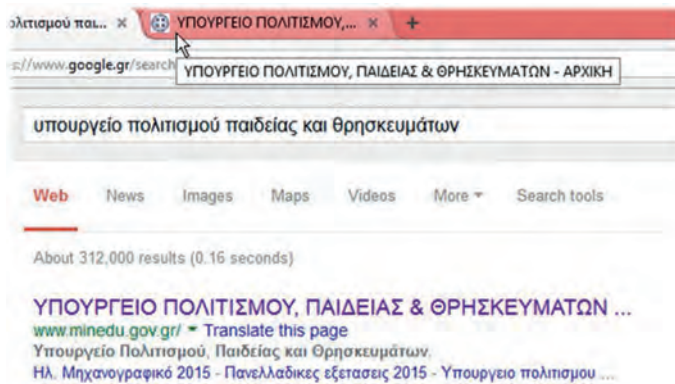 ολιτισμού παι... × ΥΠΟΥΡΓΕΙΟ ΠΟΛΙΤΙΣΜΟΥ,... × +
s://www.google.gr/search
ΥΠΟΥΡΓΕΙΟ ΠΟΛΙΤΙΣΜΟΥ, ΠΑΙΔΕΙΑΣ & ΘΡΗΣΚΕΥΜΑΤΩΝ - ΑΡΧΙΚΗ
υπουργείο πολιτισμού παιδείας και θρησκευμάτων
Web News Images Maps Videos More Search tools
About 312,000 results (0.16 seconds)
ΥΠΟΥΡΓΕΙΟ ΠΟΛΙΤΙΣΜΟΥ, ΠΑΙΔΕΙΑΣ & ΘΡΗΣΚΕΥΜΑΤΩΝ ...
www.minedu.gov.gr/ Translate this page
Υπουργείο Πολιτισμού, Παιδείας και Θρησκευμάτων.
Ηλ. Μηχανογραφικό 2015 - Πανελλαδικες εξετασεις 2015 - Υπουργειο πολιτισμου ...